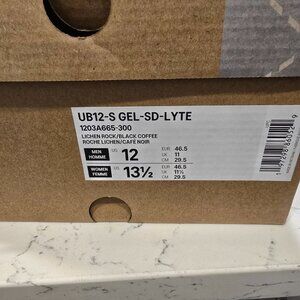 UB12-S GEL-SD-LYTE
1203A665-300
LICHEN ROCK/BLACK COFFEE
ROCHE LICHEN/CAFÉ NOIR
MEN HOMME US 12 EUR 46.5
UK 11
CM 29.5
WOMEN FEMME US 13½ EUR 46.5
UK 11½
CM 29.5